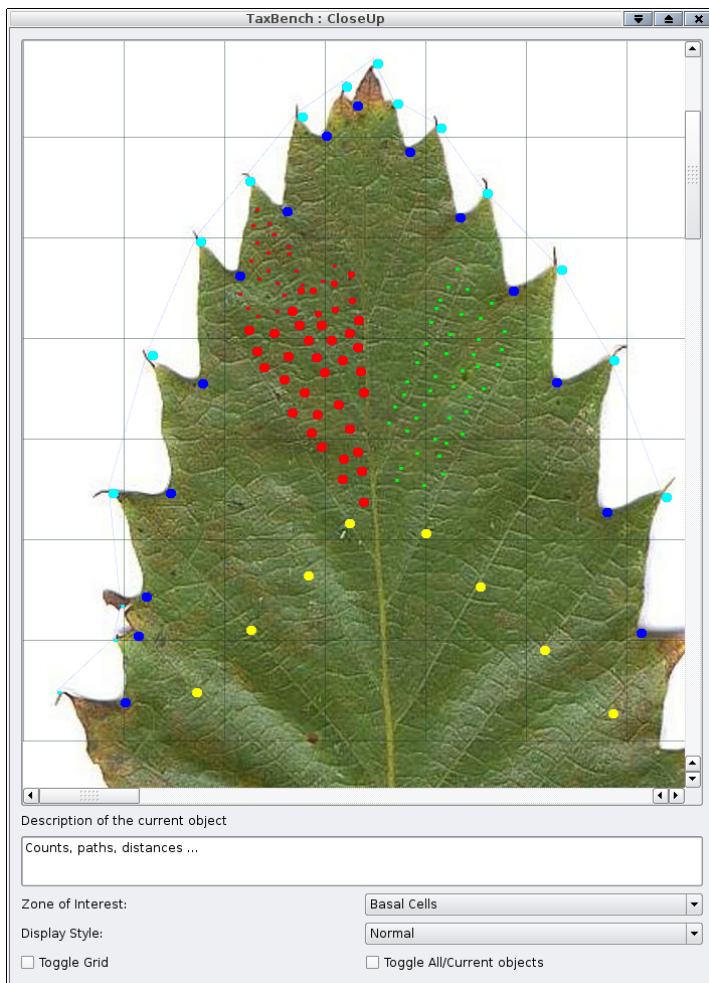 TaxBench : CloseUp
Description of the current object
Counts, paths, distances ...
Zone of Interest:
Basal Cells
Display Style:
Normal
Toggle Grid
Toggle All/Current objects